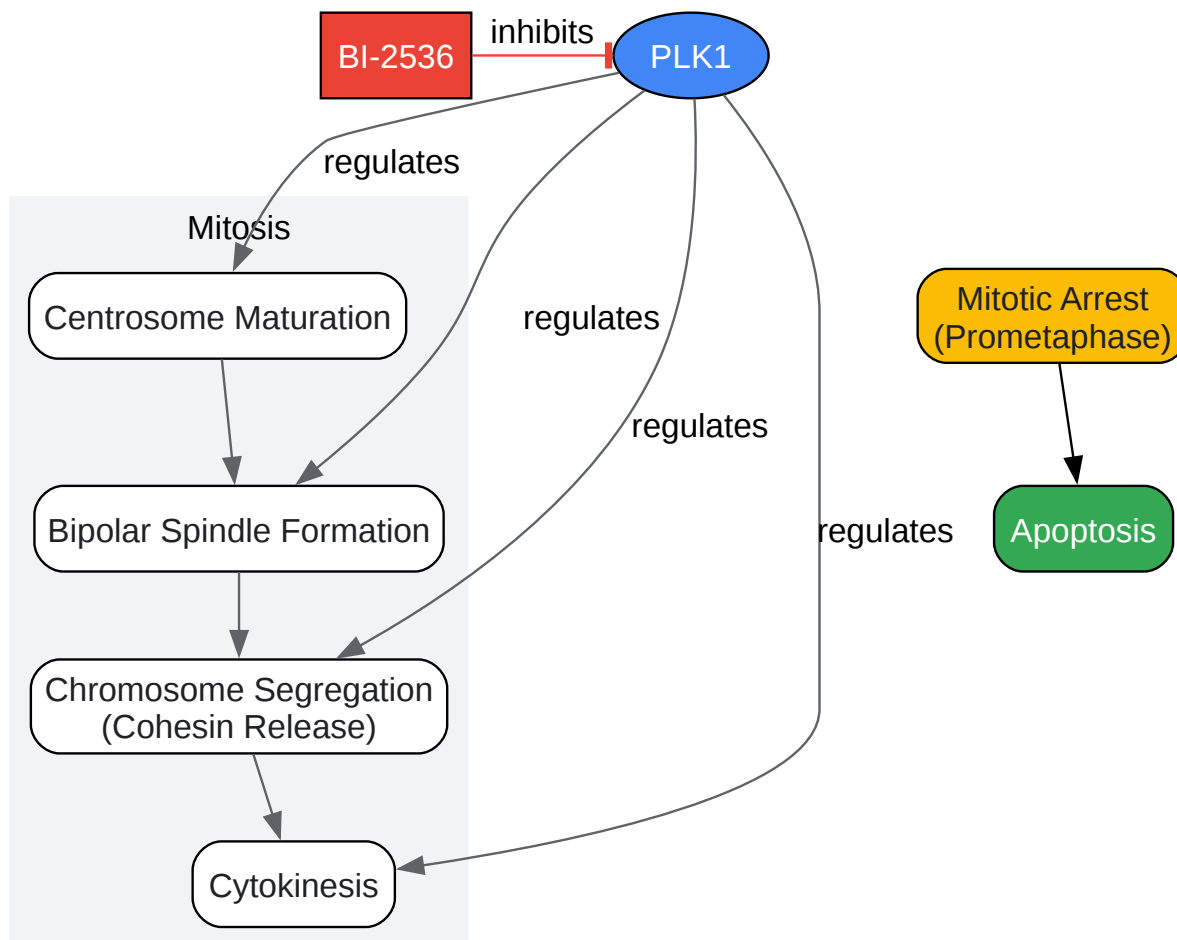 inhibits
BI-2536
PLK1
regulates
Mitosis
Centrosome Maturation
regulates
Mitotic Arrest
(Prometaphase)
regulates
Bipolar Spindle Formation
regulates
Apoptosis
Chromosome Segregation
(Cohesin Release)
Cytokinesis